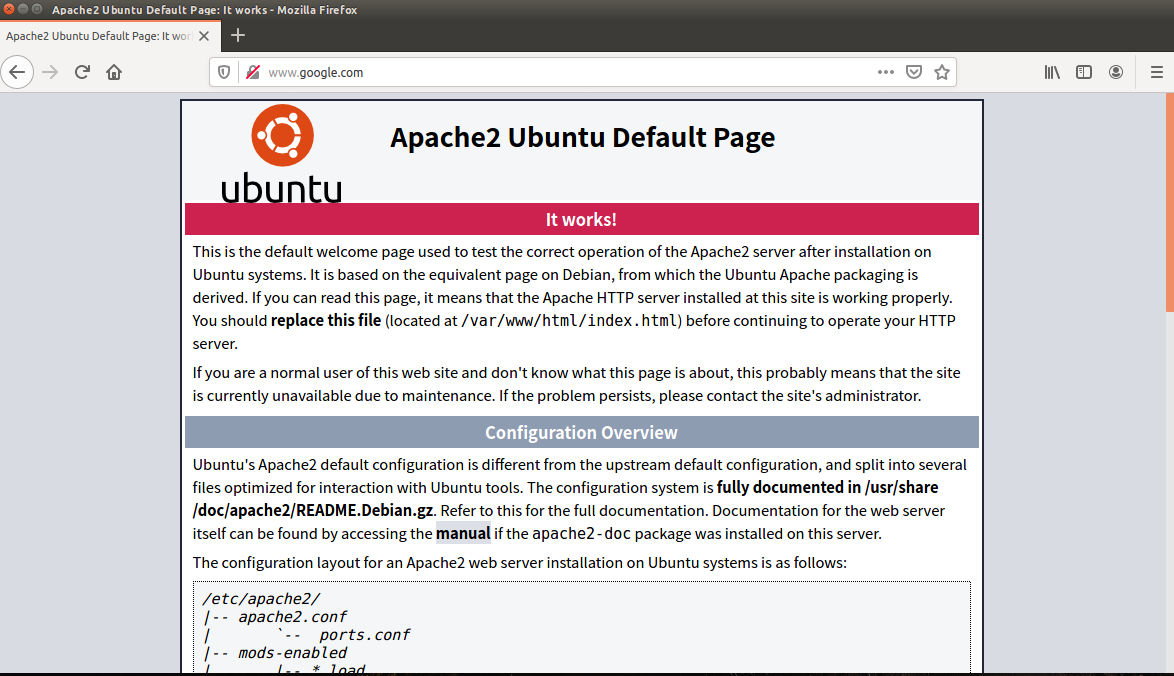 Apache2 Ubuntu Default Page: It works - Mozilla Firefox
Apache2 Ubuntu Default Page: It wor
www.google.com
ubuntu
Apache2 Ubuntu Default Page
It works!
This is the default welcome page used to test the correct operation of the Apache2 server after installation on
Ubuntu systems. It is based on the equivalent page on Debian, from which the Ubuntu Apache packaging is
derived. If you can read this page, it means that the Apache HTTP server installed at this site is working properly.
You should replace this file (located at /var/www/html/index.html) before continuing to operate your HTTP
server.
If you are a normal user of this web site and don't know what this page is about, this probably means that the site
is currently unavailable due to maintenance. If the problem persists, please contact the site's administrator.
Configuration Overview
Ubuntu's Apache2 default configuration is different from the upstream default configuration, and split into several
files optimized for interaction with Ubuntu tools. The configuration system is fully documented in /usr/share
/doc/apache2/README.Debian.gz. Refer to this for the full documentation. Documentation for the web server
itself can be found by accessing the manual if the apache2-doc package was installed on this server.
The configuration layout for an Apache2 web server installation on Ubuntu systems is as follows:
/etc/apache2/
|-- apache2.conf
|       `--  ports.conf
|-- mods-enabled
|       |-- *.load